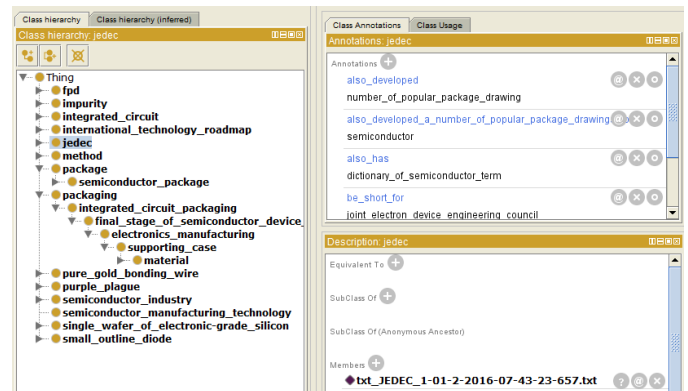 Class hierarchy
Class hierarchy (inferred)
Class hierarchy: jedec
Thing
fpd
impurity
integrated_circuit
international_technology_roadmap
jedec
method
package
semiconductor_package
packaging
integrated_circuit_packaging
final_stage_of_semiconductor_device_
electronics_manufacturing
supporting_case
material
pure_gold_bonding_wire
purple_plague
semiconductor_industry
semiconductor_manufacturing_technology
single_wafer_of_electronic-grade_silicon
small_outline_diode
Class Annotations
Class Usage
Annotations: jedec
Annotations
also_developed
number_of_popular_package_drawing
also_developed_a_number_of_popular_package_drawing
semiconductor
also_has
dictionary_of_semiconductor_term
be_short_for
joint_electron_device_engineering_council
Description: jedec
Equivalent To
SubClass Of
SubClass Of (Anonymous Ancestor)
Members
txt_JEDEC_1-01-2-2016-07-43-23-657.txt